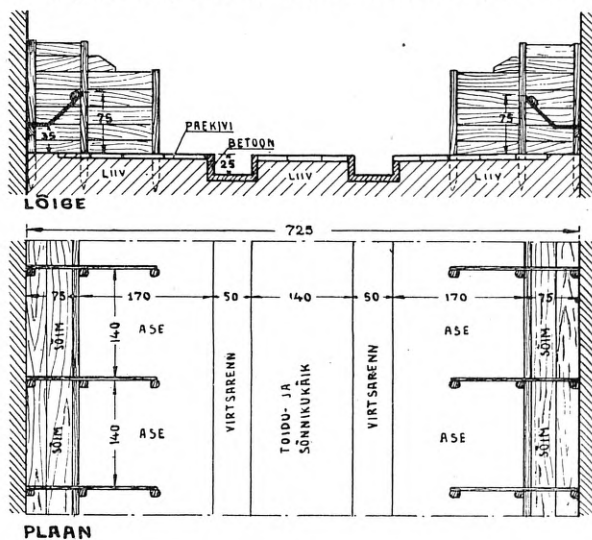 75
35
PAEKIVI
BETOON
25
75
LIIV
LIIV
LIIV
LÕIGE
725
75
170
50
140
50
170
75
SÕIM
140
ASE
ASE
SÕIM
VIRTSARENN
TOIDU- JA
SÕNNIKUKÄIK
VIRTSARENN
SÕIM
140
ASE
ASE
SÕIM
PLAAN